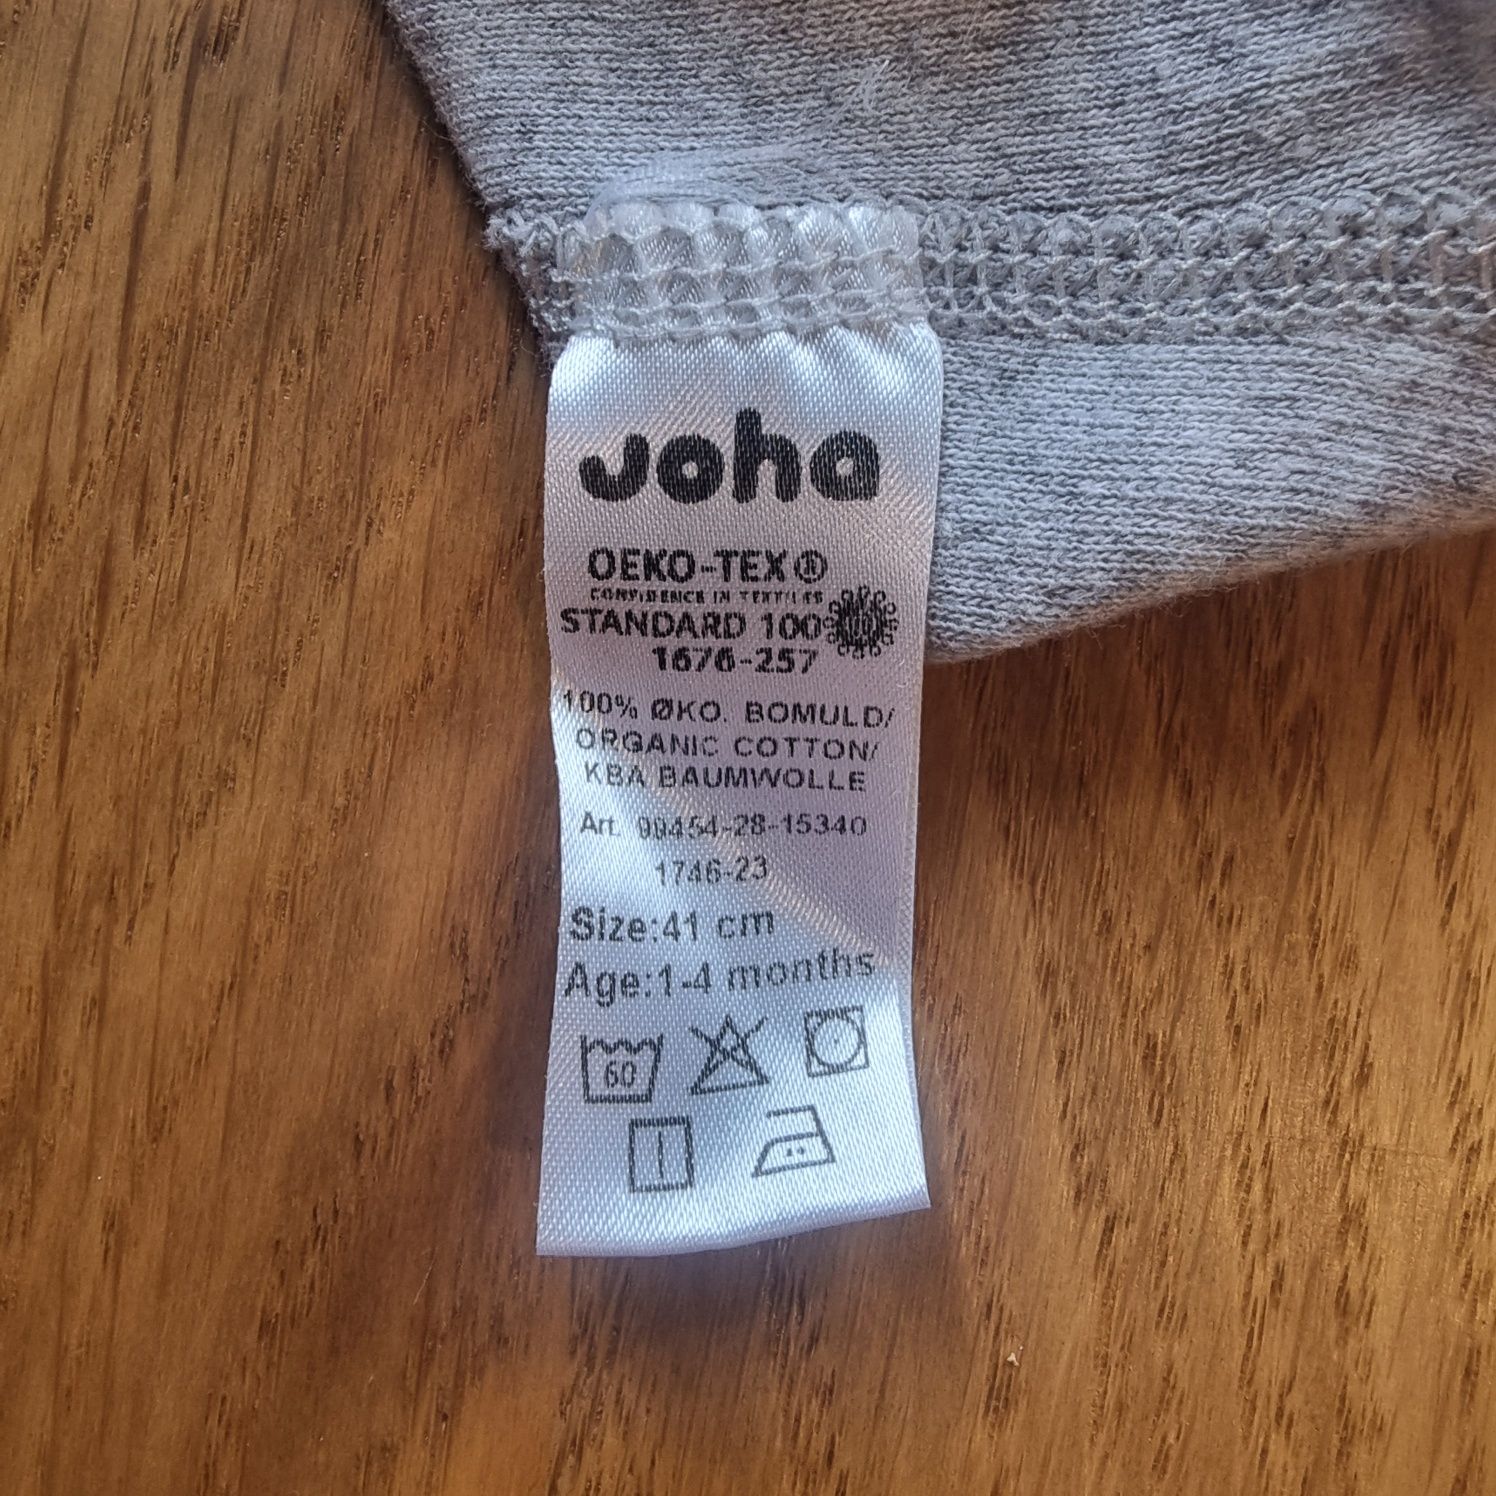 Joha
OEKO-TEX®
CONFIDENCE IN TEXTILES
STANDARD 100
1676-257
100% ØKO. BOMULD/
ORGANIC COTTON/
KBA BAUMWOLLE
Art. 99454-28-15340
1746-23
Size:41 cm
Age:1-4 months
60